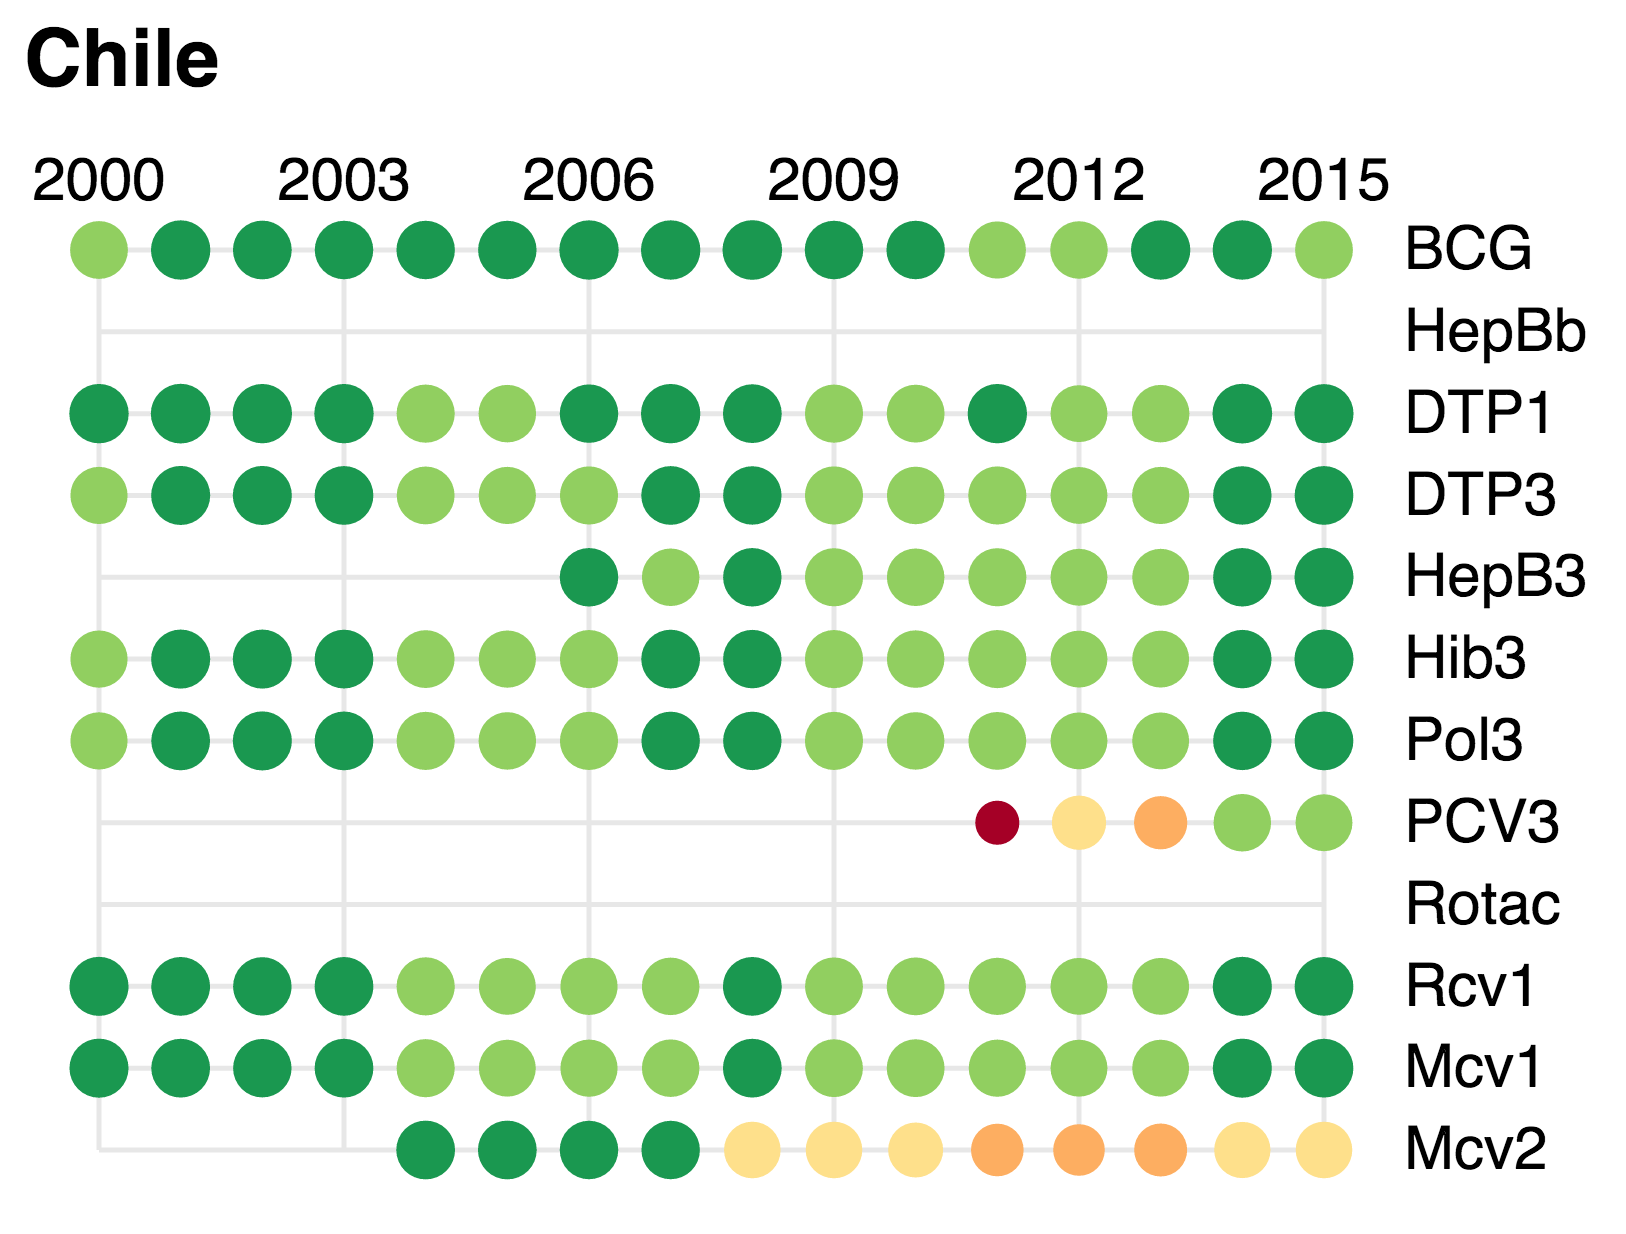 Chile
2000 2003 2006 2009 2012 2015
BCG
HepBb
DTP1
DTP3
HepB3
Hib3
Pol3
PCV3
Rotac
Rcv1
Mcv1
Mcv2